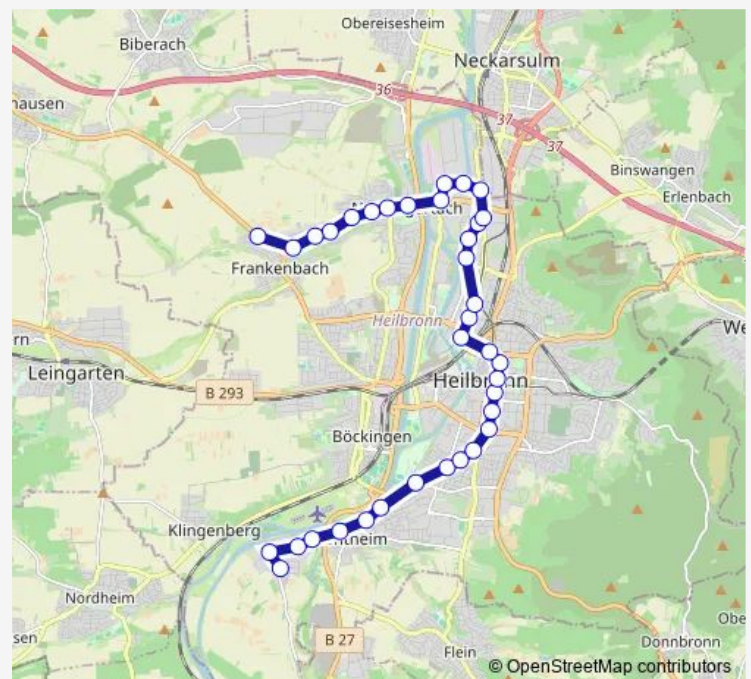 Obereisesheim
Biberach
Neckarsulm
hausen
36
37
37
Binswangen
Erlenbach
Frankenbach
Heilbronn
We
rn
Leingarten
B 293
Böckingen
Klingenberg
Nordheim
sen
B 27
Flein
Obe
Donnbronn
© OpenStreetMap contributors